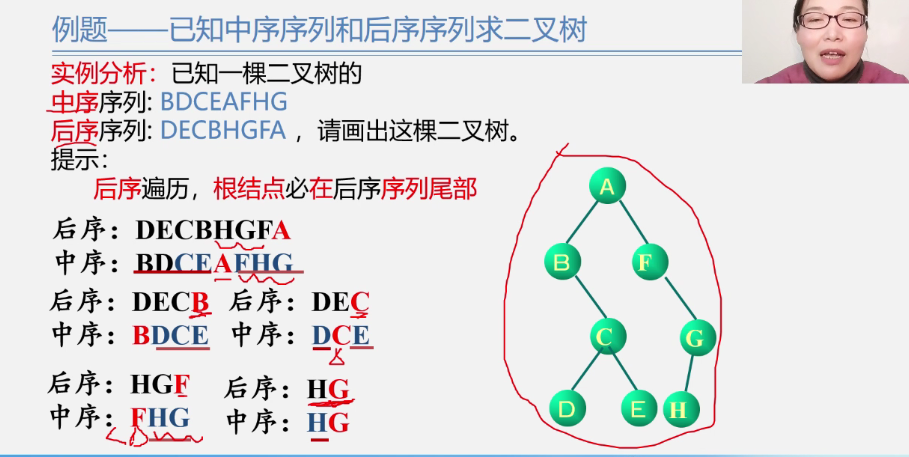 例题——已知中序序列和后序序列求二叉树
实例分析：已知一棵二叉树的
中序序列: BDCEAFHG
后序序列: DECBHGFA ，请画出这棵二叉树。
提示：
后序遍历，根结点必在后序序列尾部
后序：DECBHGFA
中序：BDCEAFHG
后序：DECB 后序：DEC
中序：BDCE 中序：DCE
后序：HGF 后序：HG
中序：FHG 中序：HG
A
B F
C G
D E H